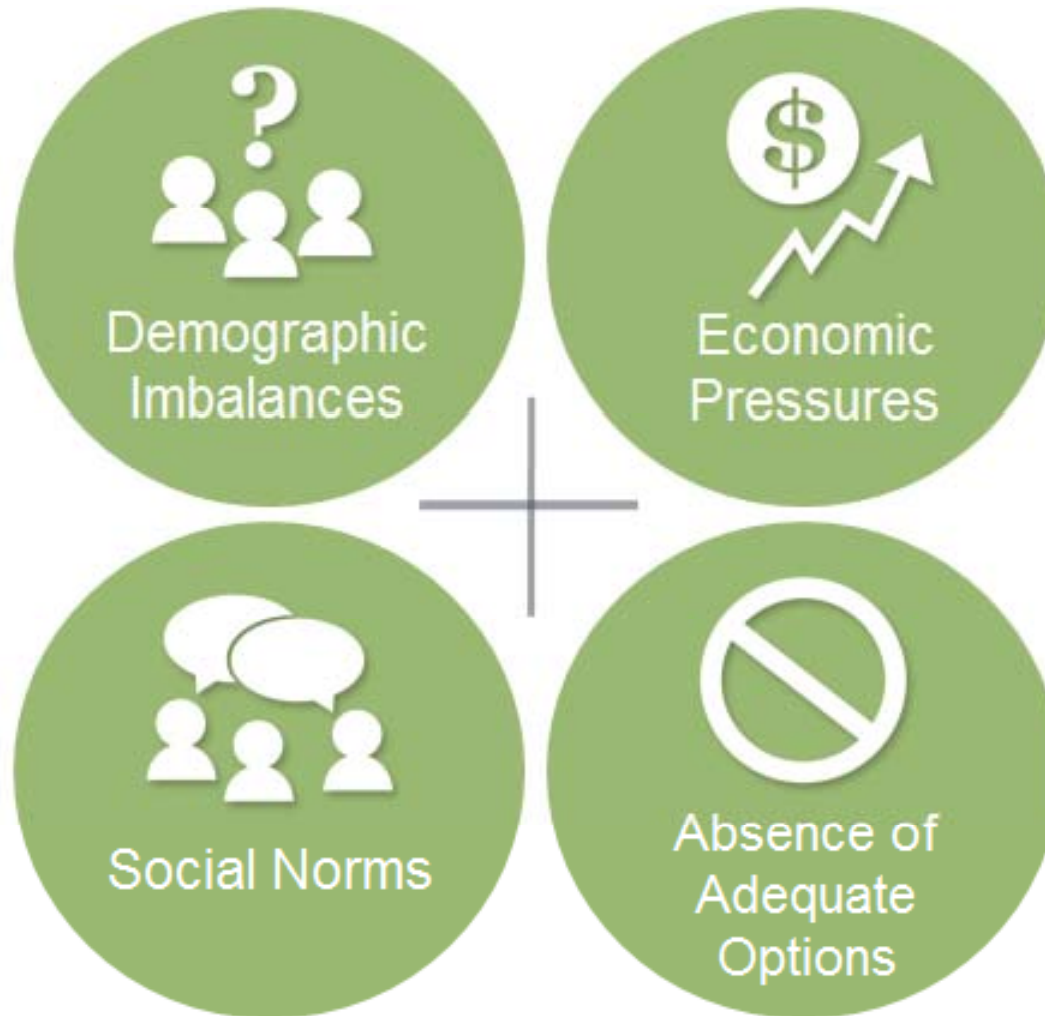 ?
$
Demographic
Imbalances
Economic
Pressures
Social Norms
Absence of
Adequate
Options